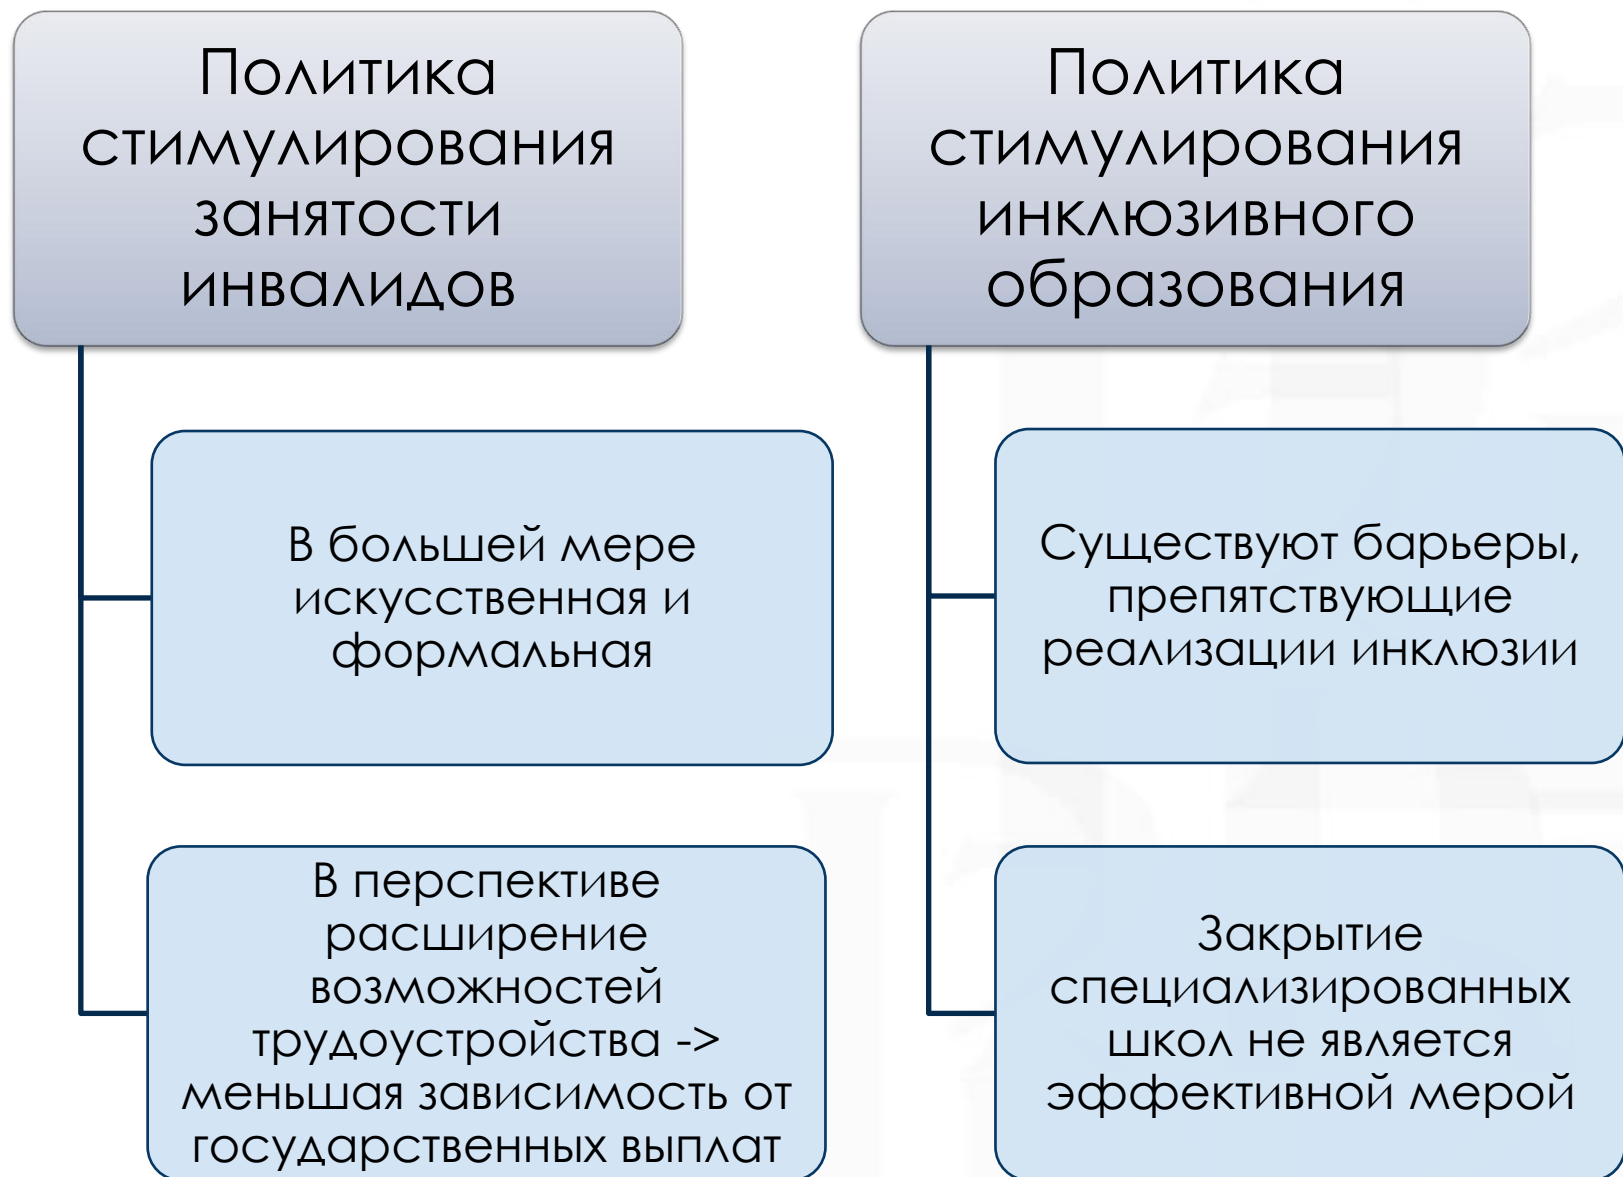 Политика
стимулирования
занятости
инвалидов
В большей мере
искусственная и
формальная
В перспективе
расширение
возможностей
трудоустройства ->
меньшая зависимость от
государственных выплат
Политика
стимулирования
инклюзивного
образования
Существуют барьеры,
препятствующие
реализации инклюзии
Закрытие
специализированных
школ не является
эффективной мерой